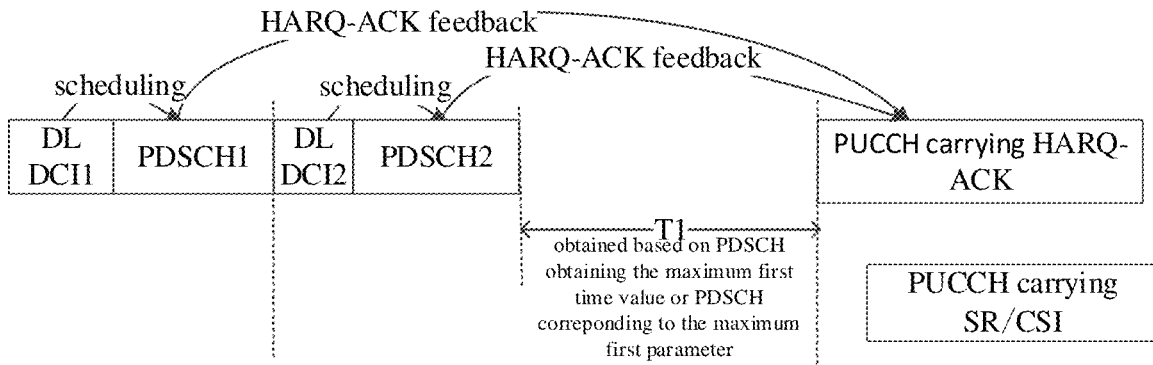 HARQ-ACK feedback
HARQ-ACK feedback
scheduling
scheduling
DL
DCI1
PDSCH1
DL
DCI2
PDSCH2
PUCCH carrying HARQ-
ACK
T1
obtained based on PDSCH
obtaining the maximum first
time value or PDSCH
correponding to the maximum
first parameter
PUCCH carrying
SR/CSI